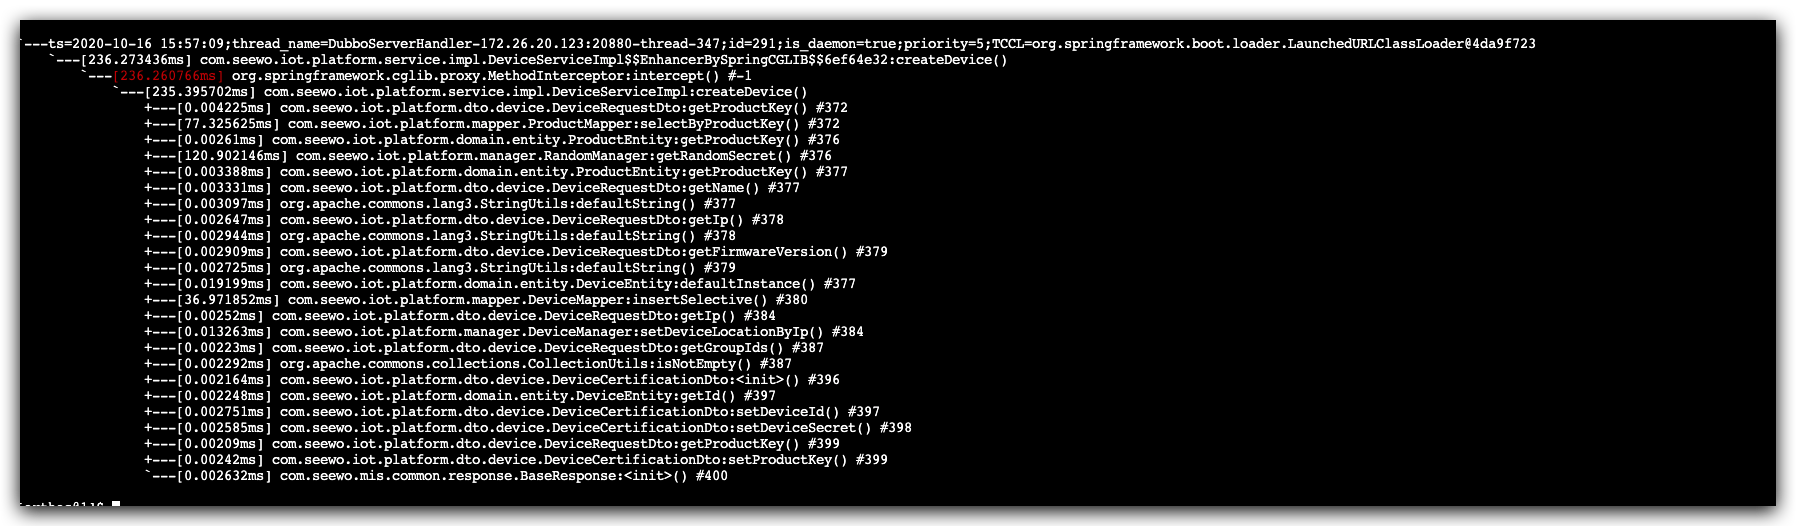 `---ts=2020-10-16 15:57:09;thread_name=DubboServerHandler-172.26.20.123:20880-thread-347;id=291;is_daemon=true;priority=5;TCCL=org.springframework.boot.loader.LaunchedURLClassLoader@4da9f723
`---[236.273436ms] com.seewo.iot.platform.service.impl.DeviceServiceImpl$$EnhancerBySpringCGLIB$$6ef64e32:createDevice()
`---[236.260766ms] org.springframework.cglib.proxy.MethodInterceptor:intercept() #-1
`---[235.395702ms] com.seewo.iot.platform.service.impl.DeviceServiceImpl:createDevice()
+---[0.004225ms] com.seewo.iot.platform.dto.device.DeviceRequestDto:getProductKey() #372
+---[77.325625ms] com.seewo.iot.platform.mapper.ProductMapper:selectByProductKey() #372
+---[0.00261ms] com.seewo.iot.platform.domain.entity.ProductEntity:getProductKey() #376
+---[120.902146ms] com.seewo.iot.platform.manager.RandomManager:getRandomSecret() #376
+---[0.003388ms] com.seewo.iot.platform.domain.entity.ProductEntity:getProductKey() #377
+---[0.003331ms] com.seewo.iot.platform.dto.device.DeviceRequestDto:getName() #377
+---[0.003097ms] org.apache.commons.lang3.StringUtils:defaultString() #377
+---[0.002647ms] com.seewo.iot.platform.dto.device.DeviceRequestDto:getIp() #378
+---[0.002944ms] org.apache.commons.lang3.StringUtils:defaultString() #378
+---[0.002909ms] com.seewo.iot.platform.dto.device.DeviceRequestDto:getFirmwareVersion() #379
+---[0.002725ms] org.apache.commons.lang3.StringUtils:defaultString() #379
+---[0.019199ms] com.seewo.iot.platform.domain.entity.DeviceEntity:defaultInstance() #377
+---[36.971852ms] com.seewo.iot.platform.mapper.DeviceMapper:insertSelective() #380
+---[0.00252ms] com.seewo.iot.platform.dto.device.DeviceRequestDto:getIp() #384
+---[0.013263ms] com.seewo.iot.platform.manager.DeviceManager:setDeviceLocationByIp() #384
+---[0.00223ms] com.seewo.iot.platform.dto.device.DeviceRequestDto:getGroupIds() #387
+---[0.002292ms] org.apache.commons.collections.CollectionUtils:isNotEmpty() #387
+---[0.002164ms] com.seewo.iot.platform.dto.device.DeviceCertificationDto:<init>() #396
+---[0.002248ms] com.seewo.iot.platform.domain.entity.DeviceEntity:getId() #397
+---[0.002751ms] com.seewo.iot.platform.dto.device.DeviceCertificationDto:setDeviceId() #397
+---[0.002585ms] com.seewo.iot.platform.dto.device.DeviceCertificationDto:setDeviceSecret() #398
+---[0.00209ms] com.seewo.iot.platform.dto.device.DeviceRequestDto:getProductKey() #399
+---[0.00242ms] com.seewo.iot.platform.dto.device.DeviceCertificationDto:setProductKey() #399
`---[0.002632ms] com.seewo.mis.common.response.BaseResponse:<init>() #400